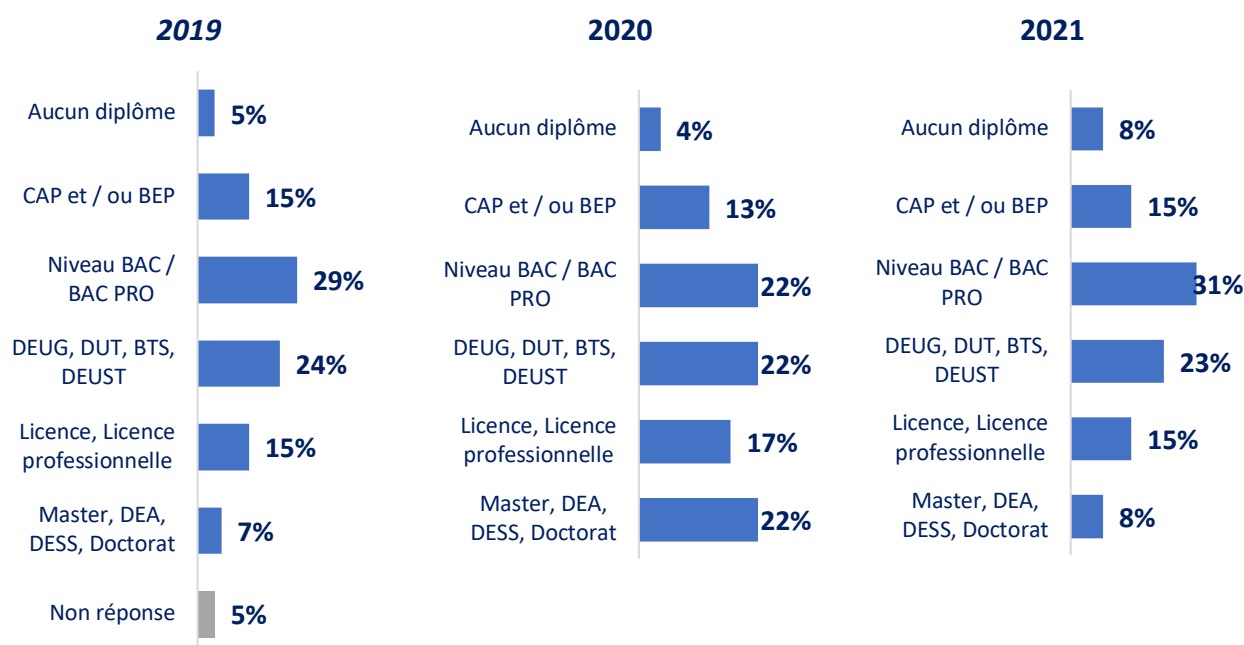 2019
Aucun diplôme
5%
CAP et / ou BEP
15%
Niveau BAC /
BAC PRO
29%
DEUG, DUT, BTS,
DEUST
24%
Licence, Licence
professionnelle
15%
Master, DEA,
DESS, Doctorat
7%
Non réponse
5%
2020
Aucun diplôme
4%
CAP et / ou BEP
13%
Niveau BAC / BAC
PRO
22%
DEUG, DUT, BTS,
DEUST
22%
Licence, Licence
professionnelle
17%
Master, DEA,
DESS, Doctorat
22%
2021
Aucun diplôme
8%
CAP et / ou BEP
15%
Niveau BAC / BAC
PRO
31%
DEUG, DUT, BTS,
DEUST
23%
Licence, Licence
professionnelle
15%
Master, DEA,
DESS, Doctorat
8%